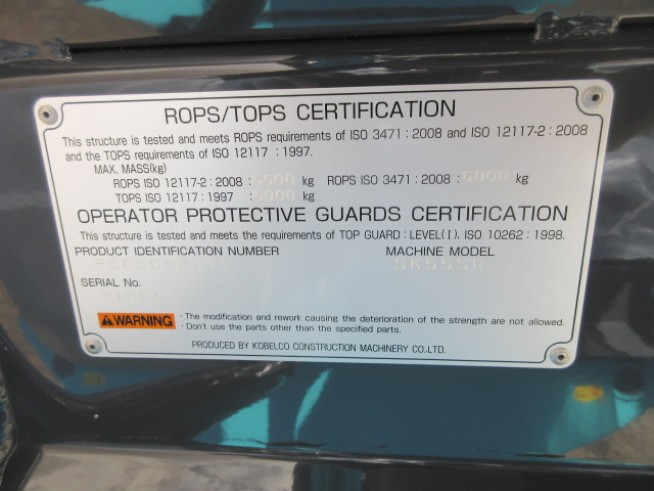 ROPS/TOPS CERTIFICATION
This structure is tested and meets ROPS requirements of ISO 3471 : 2008 and ISO 12117-2 : 2008
and the TOPS requirements of ISO 12117 : 1997.
MAX. MASS(kg)
ROPS ISO 12117-2 : 2008 : kg ROPS ISO 3471 : 2008 : 6000 kg
TOPS ISO 12117 : 1997 : kg
OPERATOR PROTECTIVE GUARDS CERTIFICATION
This structure is tested and meets the requirements of TOP GUARD : LEVEL(I), ISO 10262 : 1998.
PRODUCT IDENTIFICATION NUMBER MACHINE MODEL
SERIAL No.
WARNING
· The modification and rework causing the deterioration of the strength are not allowed.
· Don't use the parts other than the specified parts.
PRODUCED BY KOBELCO CONSTRUCTION MACHINERY CO.,LTD.